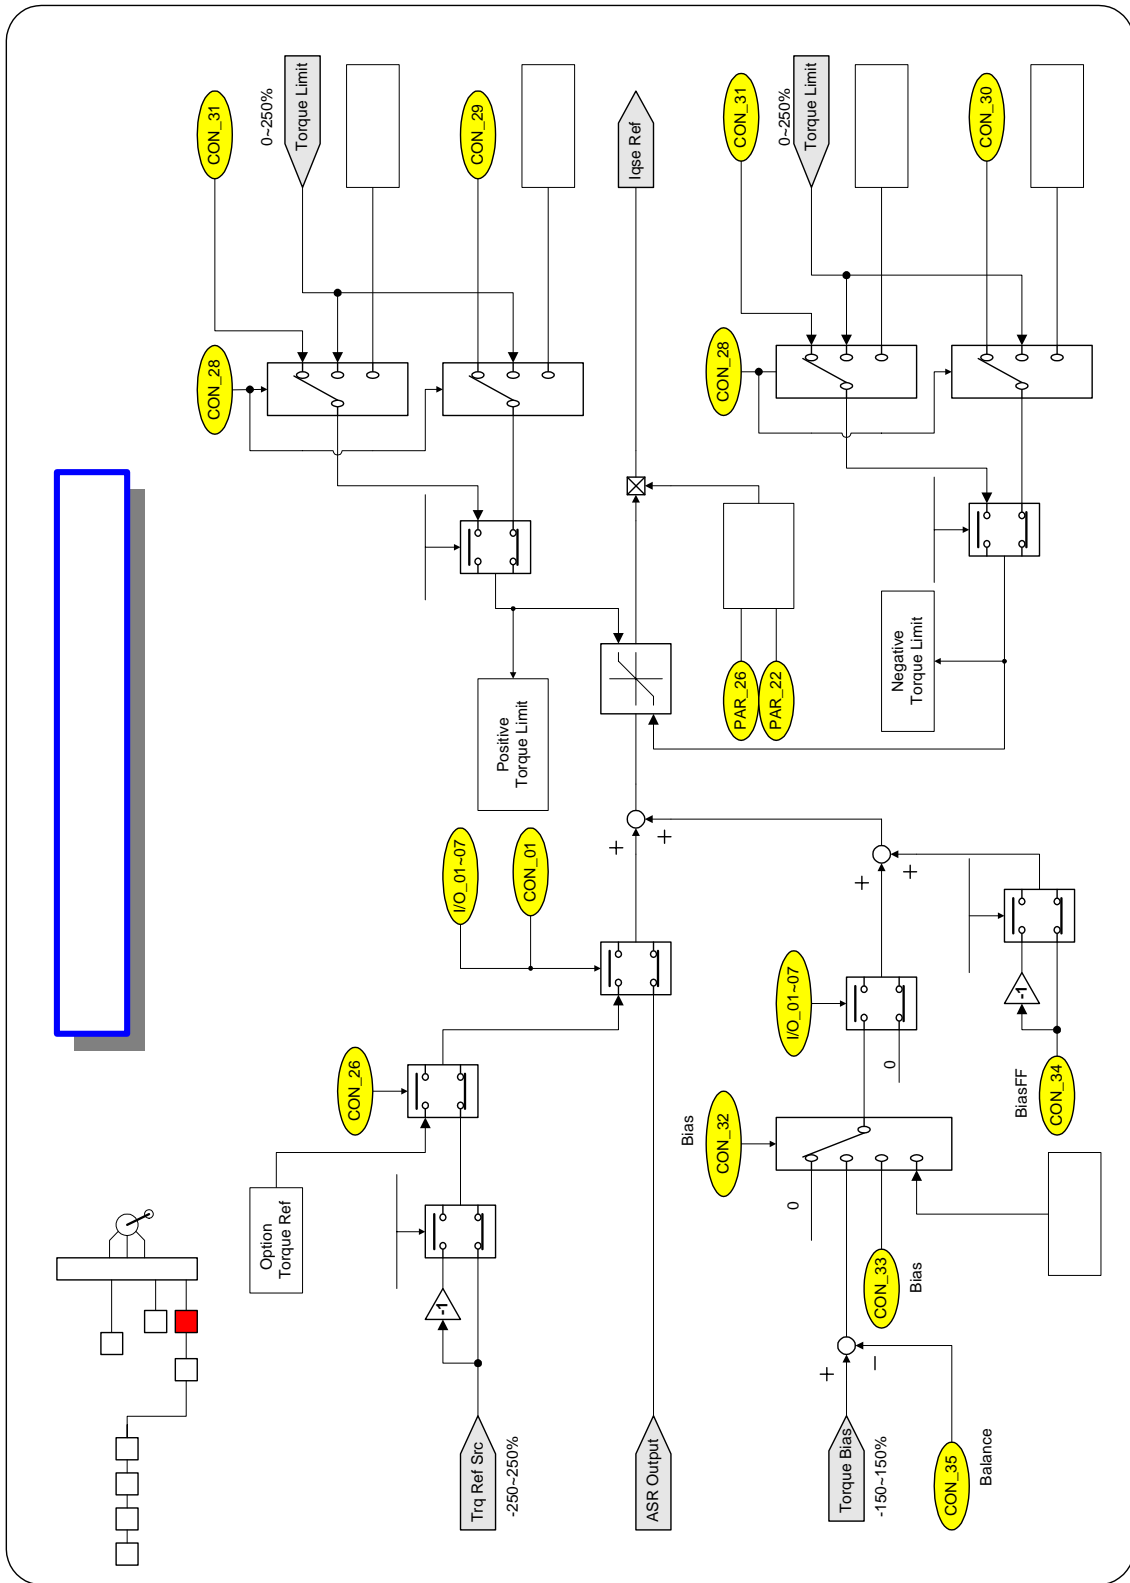 Option
Torque Ref
CON_26
-1
Trq Ref Src
-250~250%
I/O_01~07
CON_01
ASR Output
Positive
Torque Limit
CON_28
CON_31
0~250%
Torque Limit
CON_29
Iqse Ref
+
+
PAR_26
PAR_22
Bias
CON_32
0
CON_33
Bias
Torque Bias
-150~150%
+
−
CON_35
Balance
I/O_01~07
0
+
+
-1
BiasFF
CON_34
Negative
Torque Limit
CON_28
CON_31
0~250%
Torque Limit
CON_30